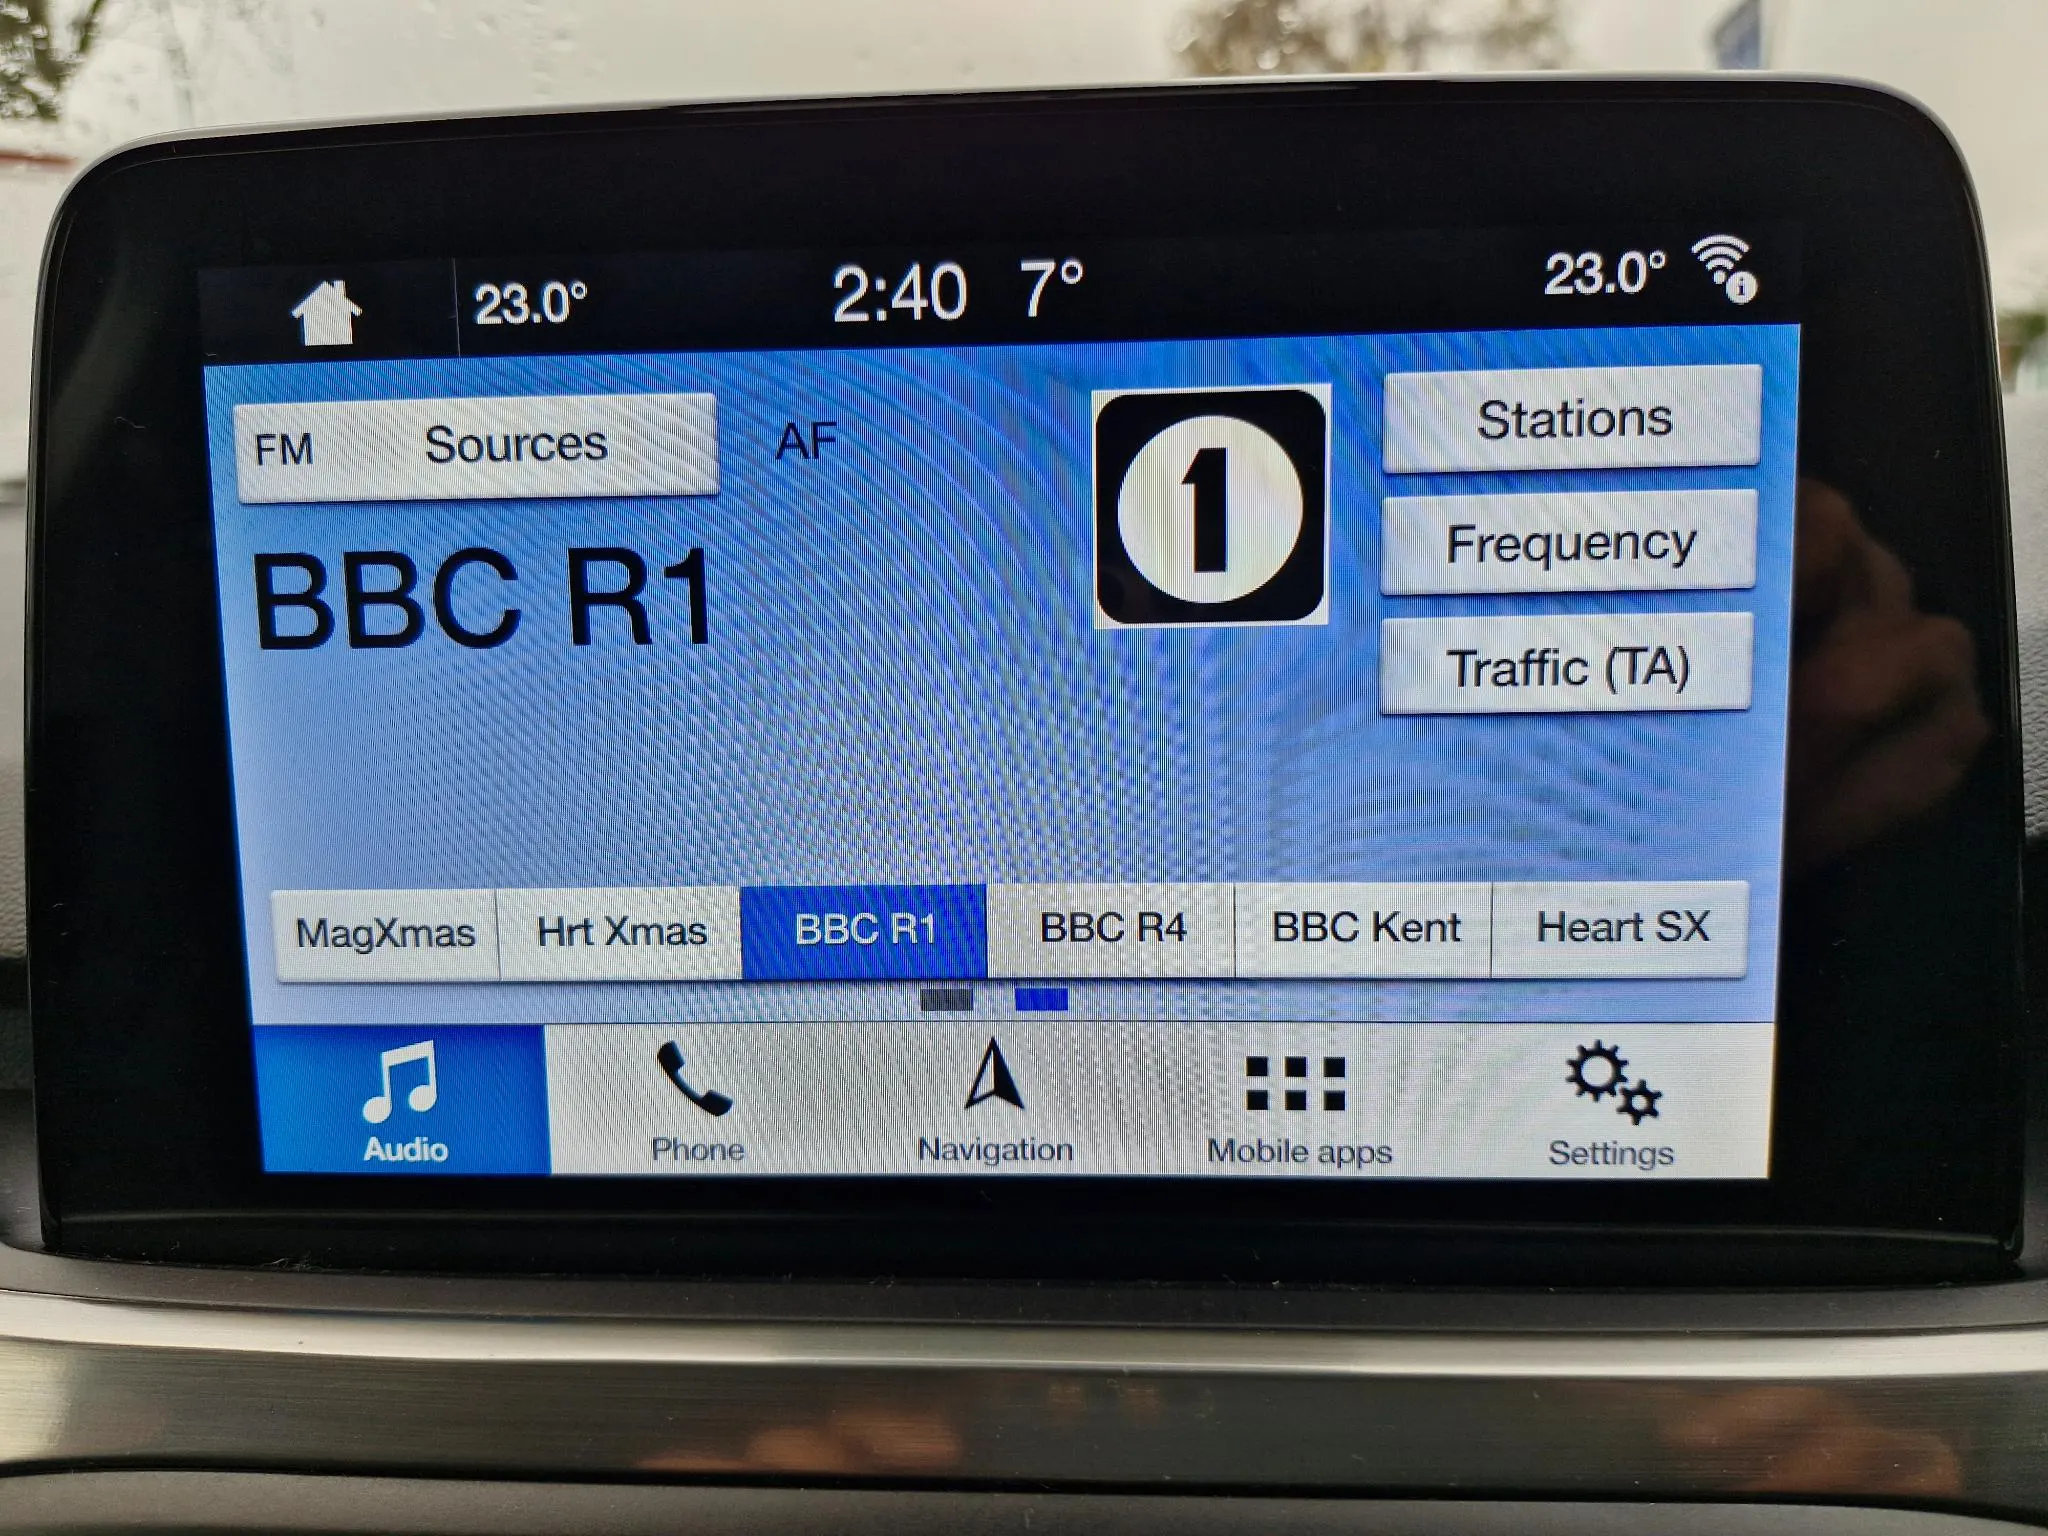 23.0° 2:40 7° 23.0°
FM Sources AF
1
Stations
BBC R1
Frequency
Traffic (TA)
MagXmas Hrt Xmas BBC R1 BBC R4 BBC Kent Heart SX
Audio Phone Navigation Mobile apps Settings